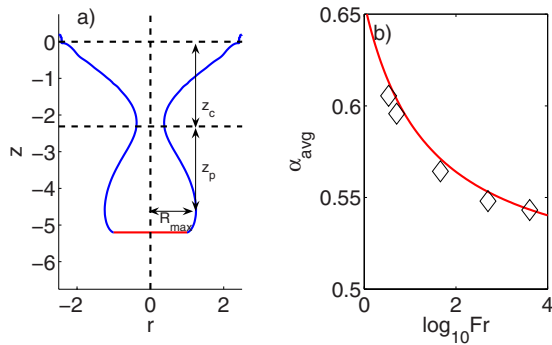 a)
0
-1
-2
-3
-4
-5
-6
z
z_c
z_p
R_max
-2 0 2
r
b)
0.65
0.6
0.55
0.5
α_avg
0 2 4
log_10Fr